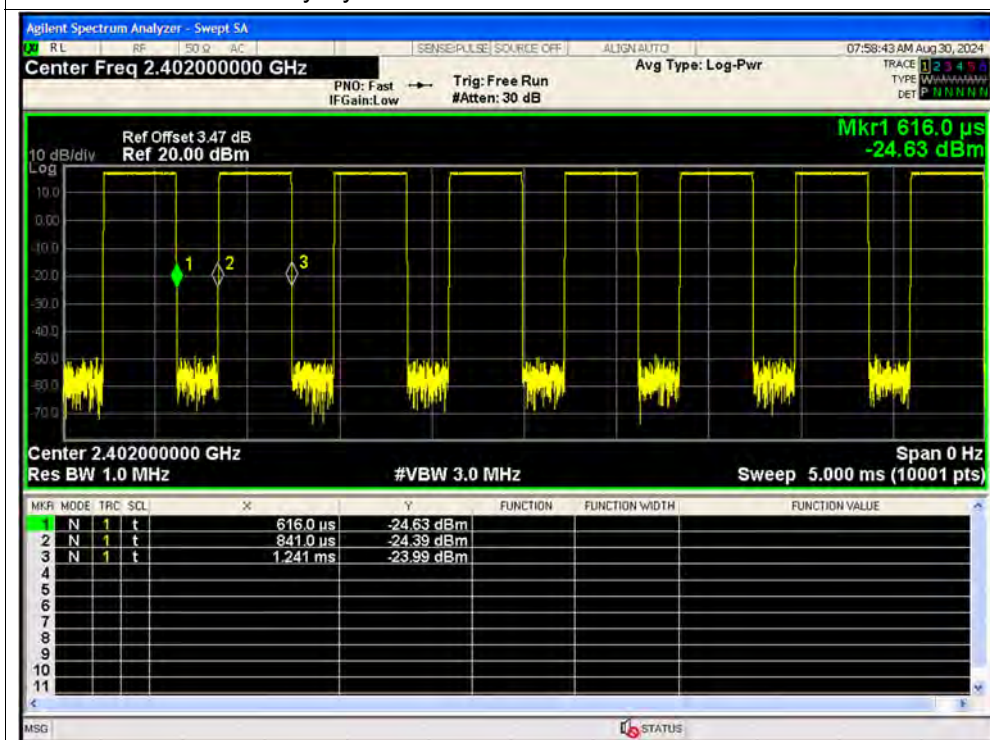 Agilent Spectrum Analyzer - Swept SA
RL RF 50 Ω AC SENSE:PULSE SOURCE OFF ALIGN AUTO 07:58:43 AM Aug 30, 2024
Center Freq 2.402000000 GHz
PNO: Fast
IFGain:Low
Trig: Free Run
#Atten: 30 dB
Avg Type: Log-Pwr
TRACE 1 2 3 4 5 6
TYPE
DET P N N N N N
Mkr1 616.0 µs
-24.63 dBm
Ref Offset 3.47 dB
10 dB/div Ref 20.00 dBm
Log
10.0
0.00
-10.0
-20.0
-30.0
-40.0
-50.0
-60.0
-70.0
1 2 3
Center 2.402000000 GHz Span 0 Hz
Res BW 1.0 MHz #VBW 3.0 MHz Sweep 5.000 ms (10001 pts)
MKR MODE TRC SCL X Y FUNCTION FUNCTION WIDTH FUNCTION VALUE
1 N 1 t 616.0 µs -24.63 dBm
2 N 1 t 841.0 µs -24.39 dBm
3 N 1 t 1.241 ms -23.99 dBm
4
5
6
7
8
9
10
11
MSG STATUS